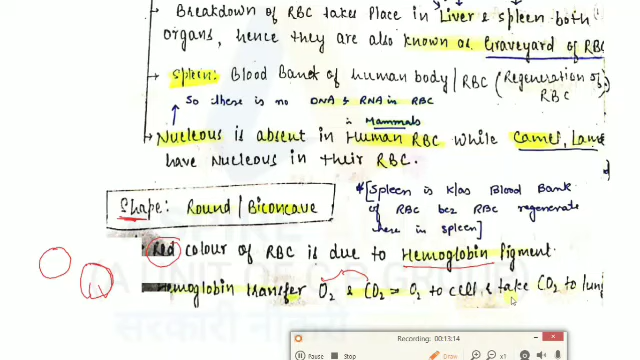 Breakdown of RBC takes Place in Liver & spleen both
organs, hence they are also known as Graveyard of RBC
Spleen: Blood Bank of human body / RBC (Regeneration of
RBC
So there is no DNA & RNA in RBC
in Mammals
Nucleous is absent in Human RBC while Camel, Lama
have Nucleous in their RBC.
*[Spleen is k/as Blood Bank
of RBC bcz RBC regenerate
here in spleen]
Shape: Round / Biconcave
Red colour of RBC is due to Hemoglobin Pigment.
Hemoglobin transfer O2 & CO2 = O2 to cell & take CO2 to lung
Recording: 00:13:14
Pause Stop Draw